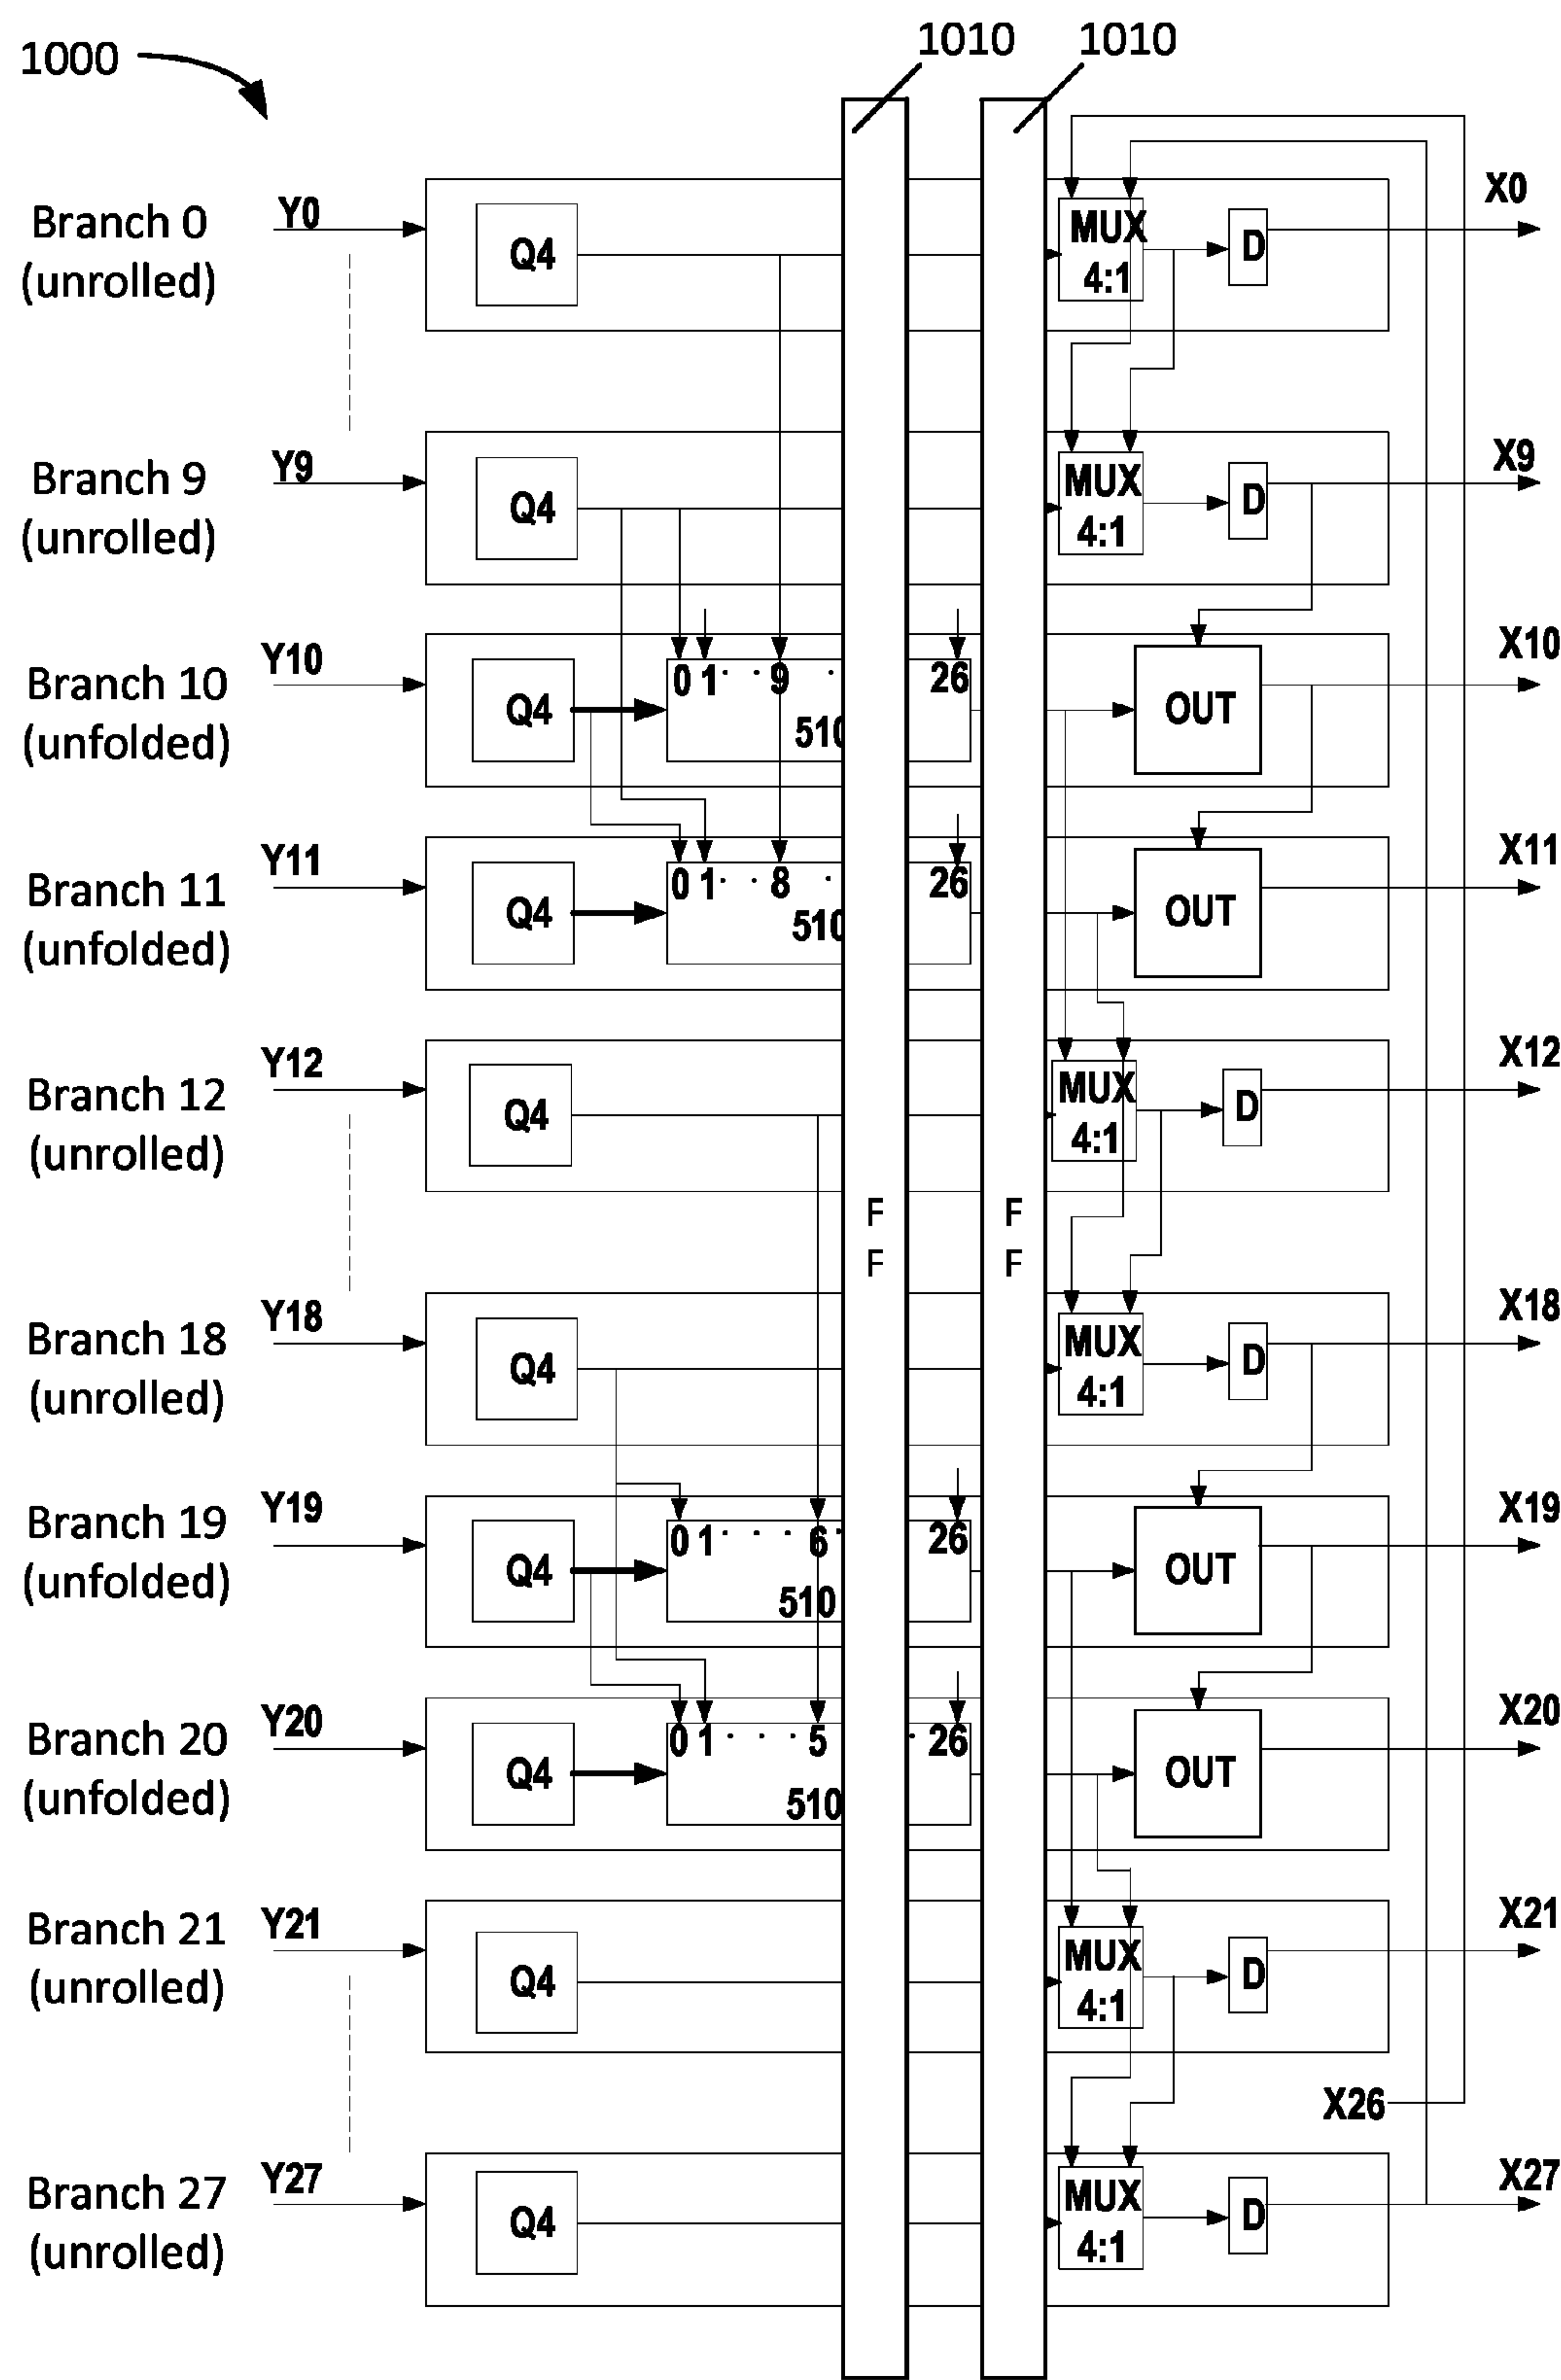 1000
1010 1010
Branch 0
(unrolled)
Y0
Q4
MUX
4:1
D
X0
Branch 9
(unrolled)
Y9
Q4
MUX
4:1
D
X9
Branch 10
(unfolded)
Y10
Q4
0 1 · · 9 · 26
510
OUT
X10
Branch 11
(unfolded)
Y11
Q4
0 1 · · 8 · 26
510
OUT
X11
Branch 12
(unrolled)
Y12
Q4
MUX
4:1
D
X12
F F
F F
Branch 18
(unrolled)
Y18
Q4
MUX
4:1
D
X18
Branch 19
(unfolded)
Y19
Q4
0 1 · · · 6 · 26
510
OUT
X19
Branch 20
(unfolded)
Y20
Q4
0 1 · · · 5 · 26
510
OUT
X20
Branch 21
(unrolled)
Y21
Q4
MUX
4:1
D
X21
X26
Branch 27
(unrolled)
Y27
Q4
MUX
4:1
D
X27